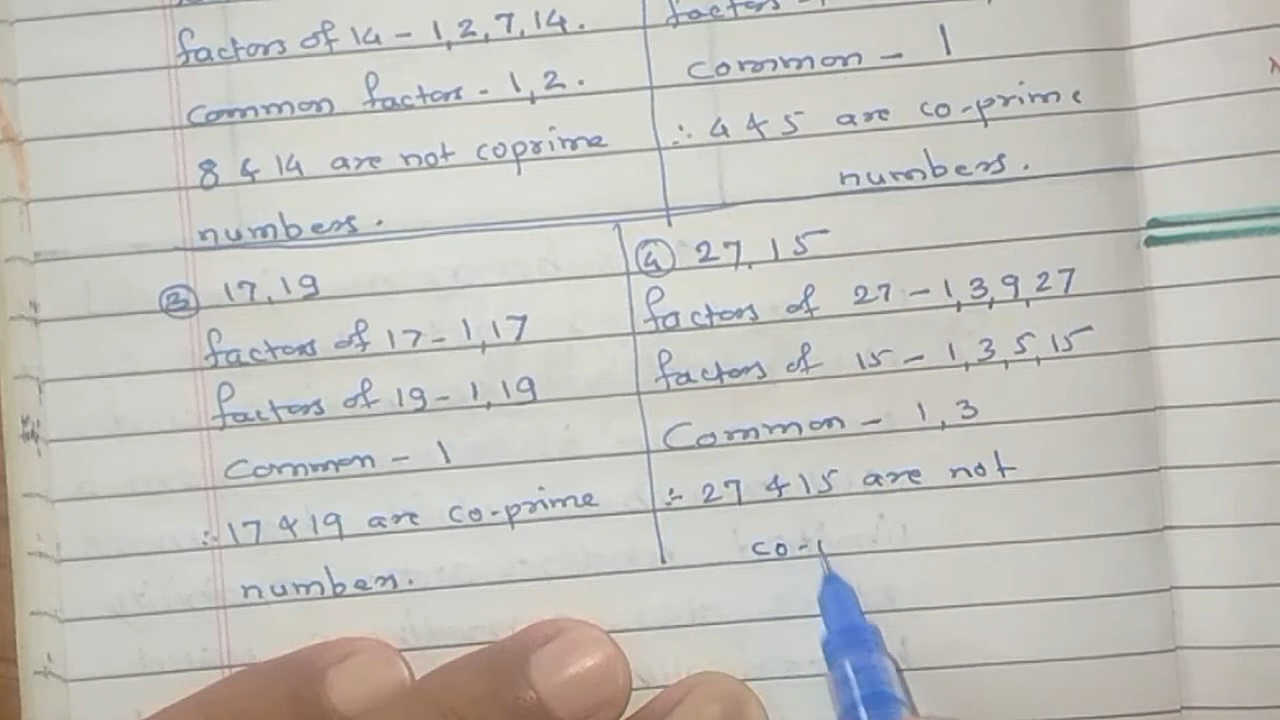 factors of 14 - 1, 2, 7, 14.
Common factors - 1, 2.
8 & 14 are not coprime
numbers.
factors
common - 1
∴ 4 & 5 are co-prime
numbers.
③ 17, 19
factors of 17 - 1, 17
factors of 19 - 1, 19
Common - 1
∴ 17 & 19 are co-prime
numbers.
④ 27, 15
factors of 27 - 1, 3, 9, 27
factors of 15 - 1, 3, 5, 15
Common - 1, 3
∴ 27 & 15 are not
co-